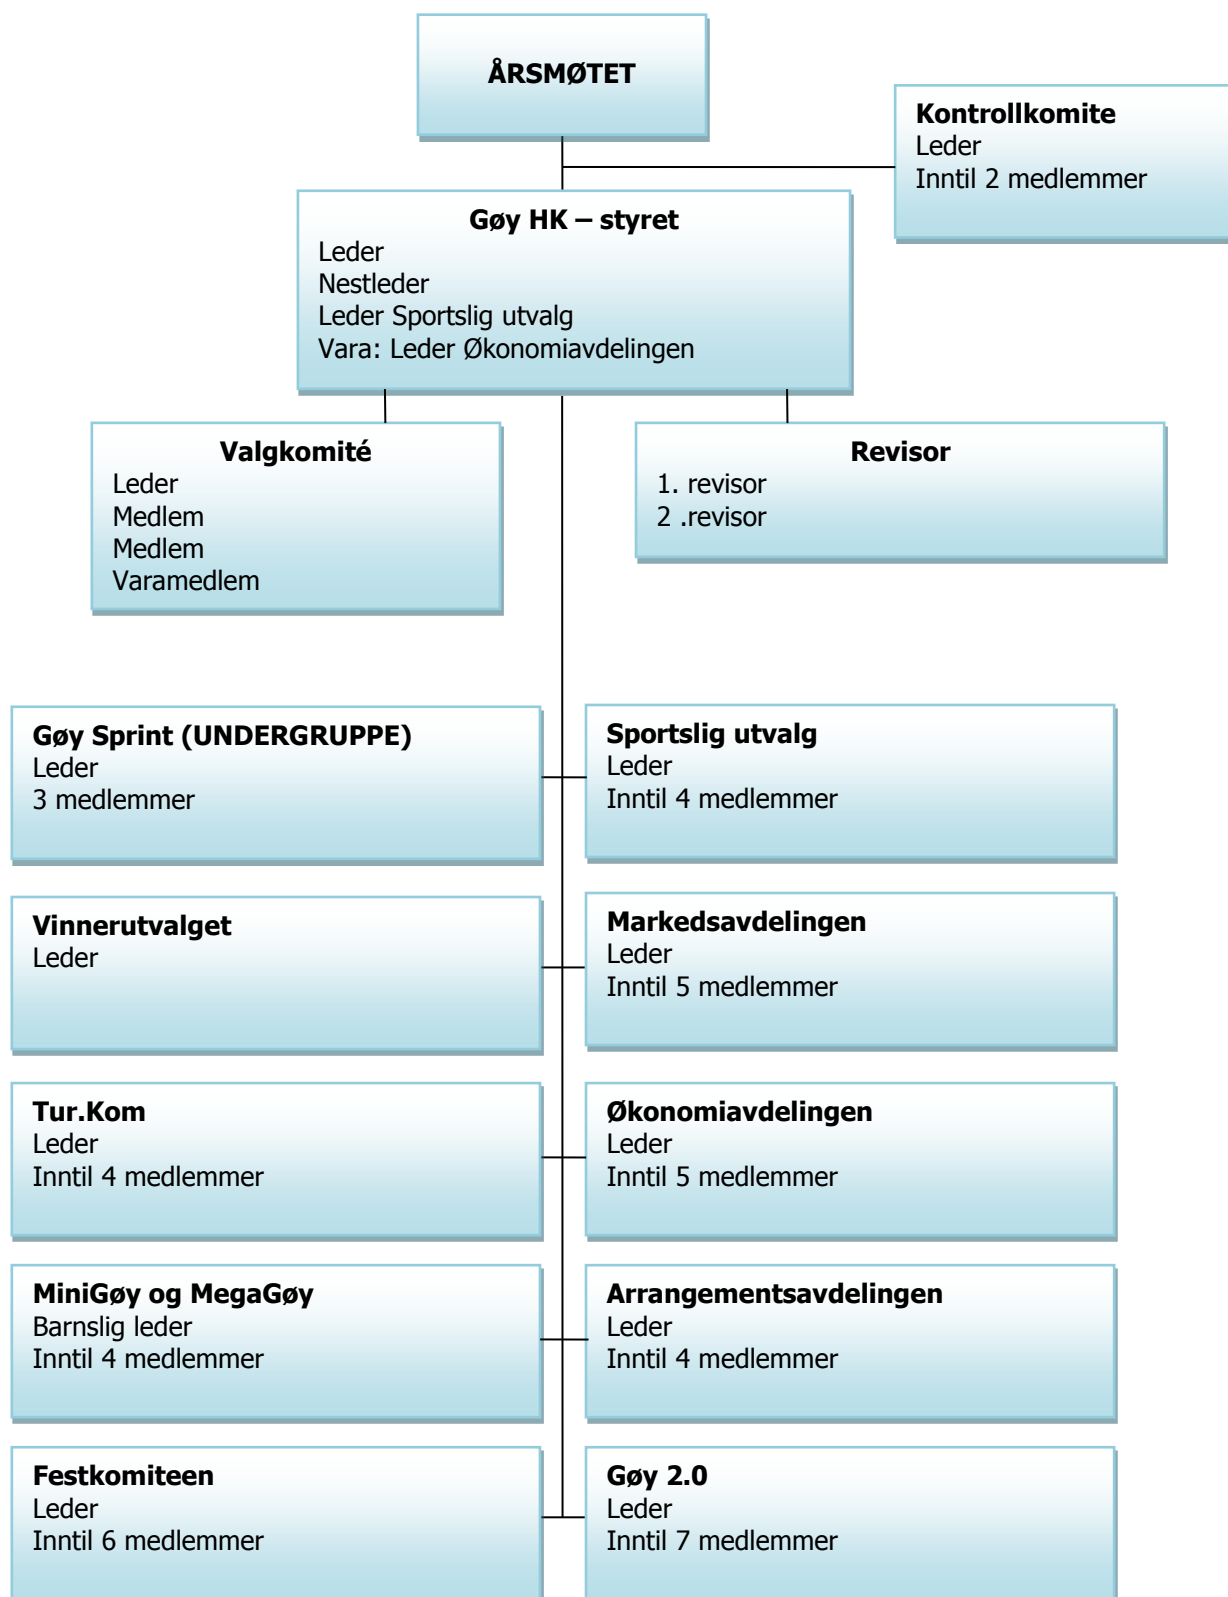 ÅRSMØTET
Kontrollkomite
Leder
Inntil 2 medlemmer
Gøy HK – styret
Leder
Nestleder
Leder Sportslig utvalg
Vara: Leder Økonomiavdelingen
Valgkomité
Leder
Medlem
Medlem
Varamedlem
Revisor
1. revisor
2 .revisor
Gøy Sprint (UNDERGRUPPE)
Leder
3 medlemmer
Sportslig utvalg
Leder
Inntil 4 medlemmer
Vinnerutvalget
Leder
Markedsavdelingen
Leder
Inntil 5 medlemmer
Tur.Kom
Leder
Inntil 4 medlemmer
Økonomiavdelingen
Leder
Inntil 5 medlemmer
MiniGøy og MegaGøy
Barnslig leder
Inntil 4 medlemmer
Arrangementsavdelingen
Leder
Inntil 4 medlemmer
Festkomiteen
Leder
Inntil 6 medlemmer
Gøy 2.0
Leder
Inntil 7 medlemmer